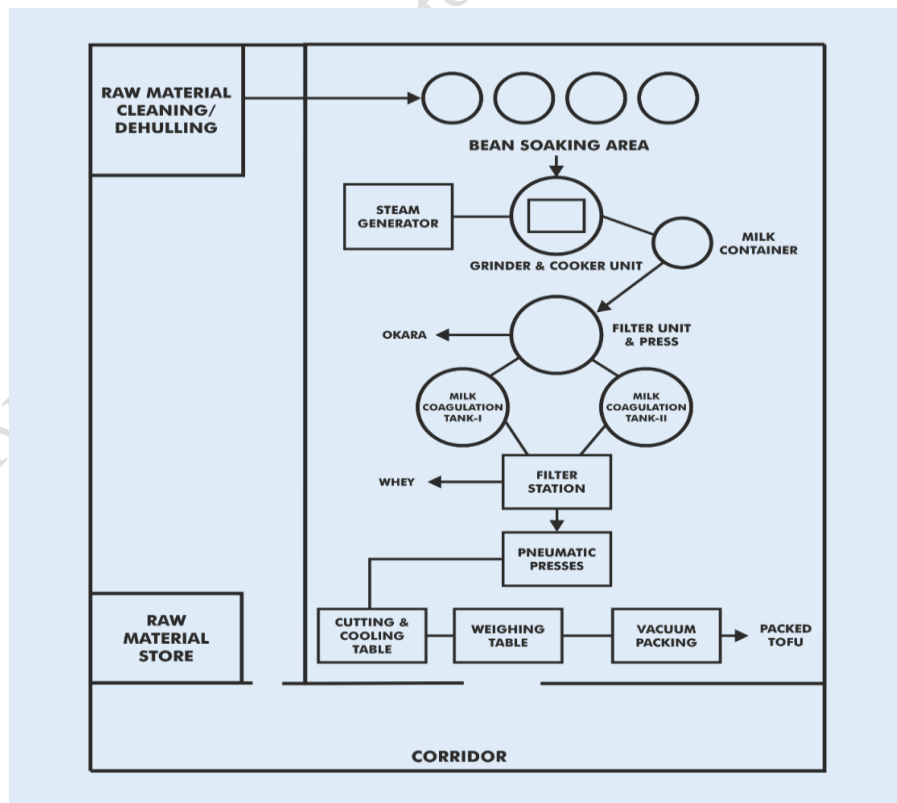 RAW MATERIAL
CLEANING/
DEHULLING
BEAN SOAKING AREA
STEAM
GENERATOR
GRINDER & COOKER UNIT
MILK
CONTAINER
FILTER UNIT
& PRESS
OKARA
MILK
COAGULATION
TANK-I
MILK
COAGULATION
TANK-II
WHEY
FILTER
STATION
PNEUMATIC
PRESSES
RAW
MATERIAL
STORE
CUTTING &
COOLING
TABLE
WEIGHING
TABLE
VACUUM
PACKING
PACKED
TOFU
CORRIDOR